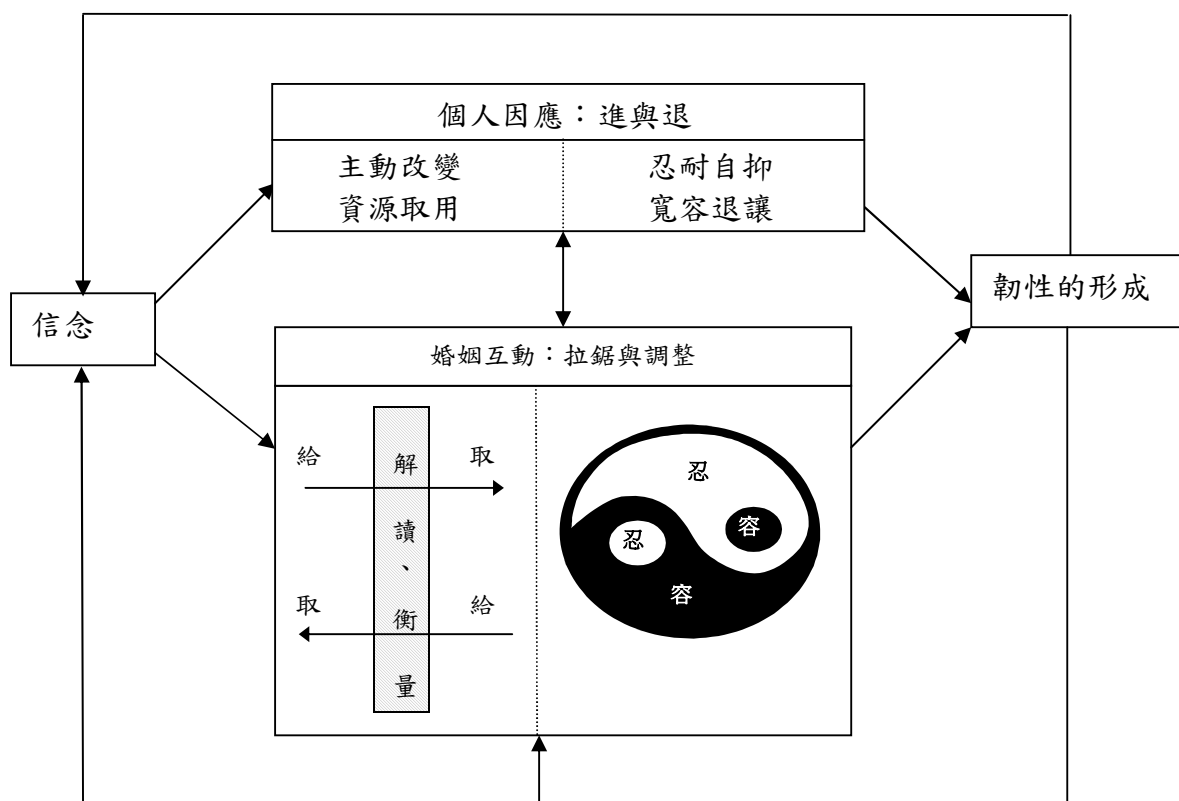 個人因應：進與退
主動改變
資源取用
忍耐自抑
寬容退讓
信念
韌性的形成
婚姻互動：拉鋸與調整
給
解讀、衡量
取
取
給
忍
容
忍
容